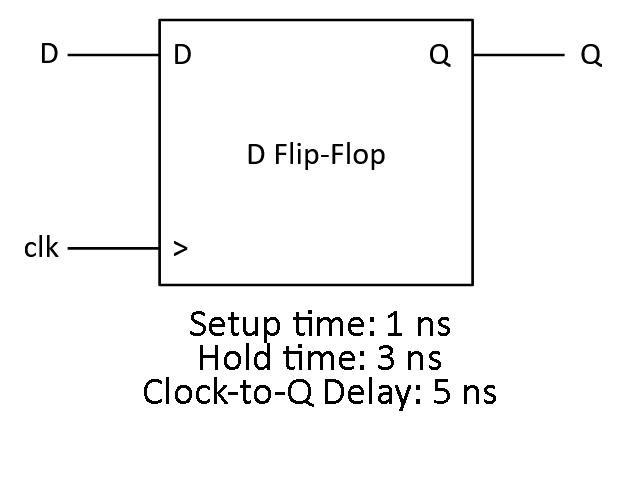 D D Q Q
D Flip-Flop
clk >
Setup time: 1 ns
Hold time: 3 ns
Clock-to-Q Delay: 5 ns